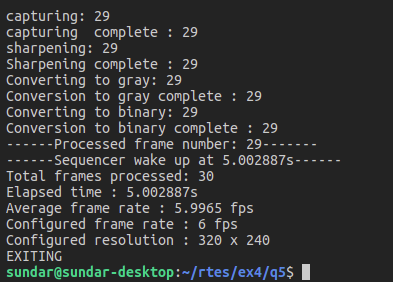 capturing: 29
capturing  complete : 29
sharpening: 29
Sharpening complete : 29
Converting to gray: 29
Conversion to gray complete : 29
Converting to binary: 29
Conversion to binary complete : 29
------Processed frame number: 29-------
------Sequencer wake up at 5.002887s------
Total frames processed: 30
Elapsed time : 5.002887s
Average frame rate : 5.9965 fps
Configured frame rate : 6 fps
Configured resolution : 320 x 240
EXITING
sundar@sundar-desktop:~/rtes/ex4/q5$